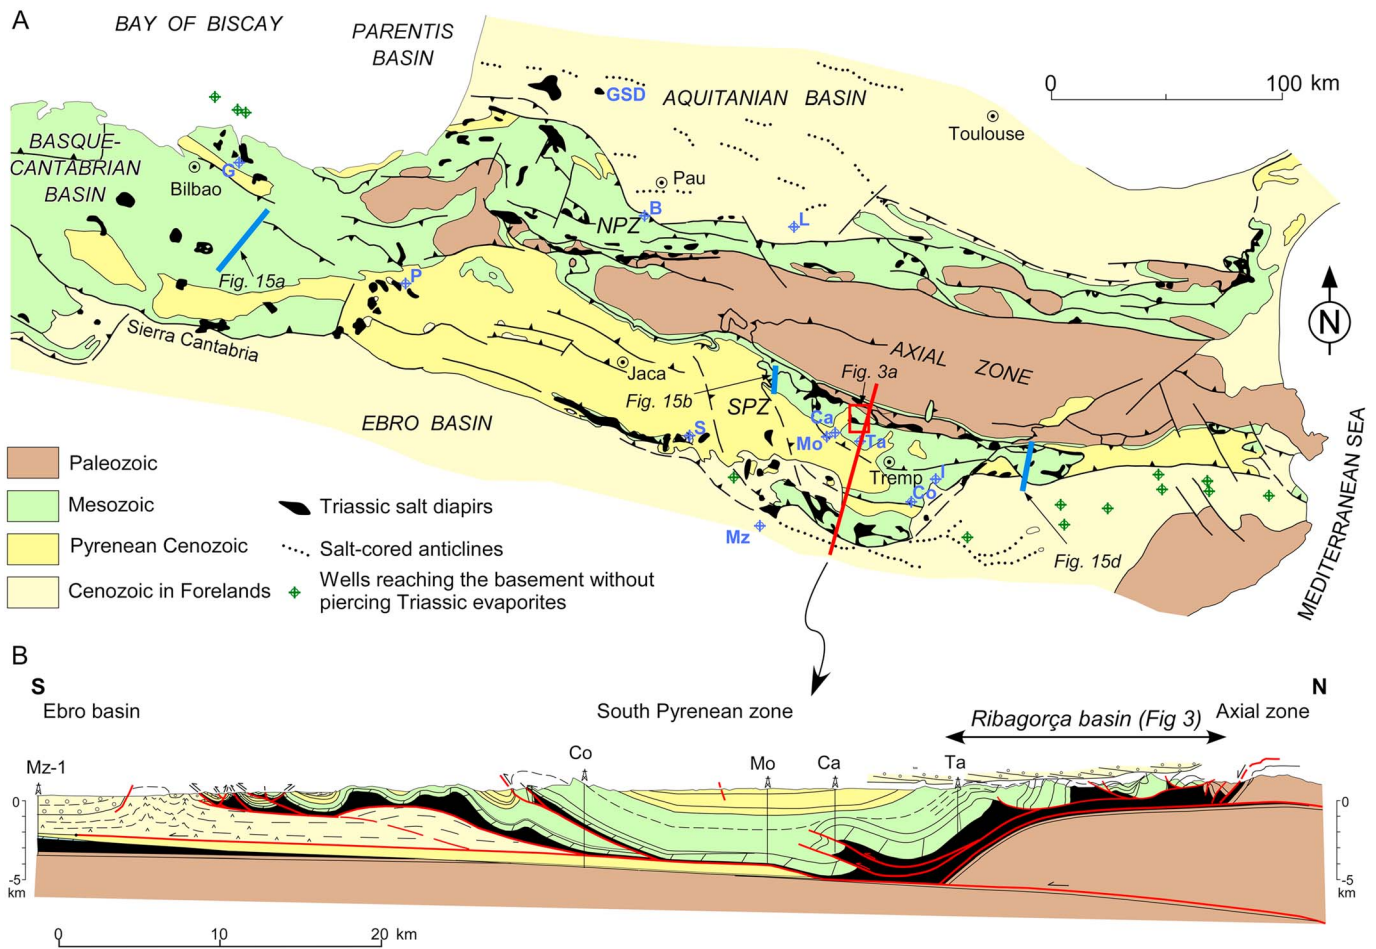 A
BAY OF BISCAY
PARENTIS
BASIN
0
100 km
GSD
AQUITANIAN BASIN
Toulouse
BASQUE-
CANTABRIAN
BASIN
G
Bilbao
Pau
B
NPZ
L
Fig. 15a
P
N
Sierra Cantabria
AXIAL ZONE
Jaca
Fig. 3a
Fig. 15b
SPZ
EBRO BASIN
Ca
S
Mo
Ta
Tremp
I
Co
Mz
Fig. 15d
MEDITERRANEAN SEA
Paleozoic
Mesozoic
Pyrenean Cenozoic
Cenozoic in Forelands
Triassic salt diapirs
Salt-cored anticlines
Wells reaching the basement without
piercing Triassic evaporites
B
S
N
Ebro basin
South Pyrenean zone
Ribagorça basin (Fig 3)
Axial zone
Mz-1
Co
Mo
Ca
Ta
0
-5
km
0
-5
km
0
10
20 km